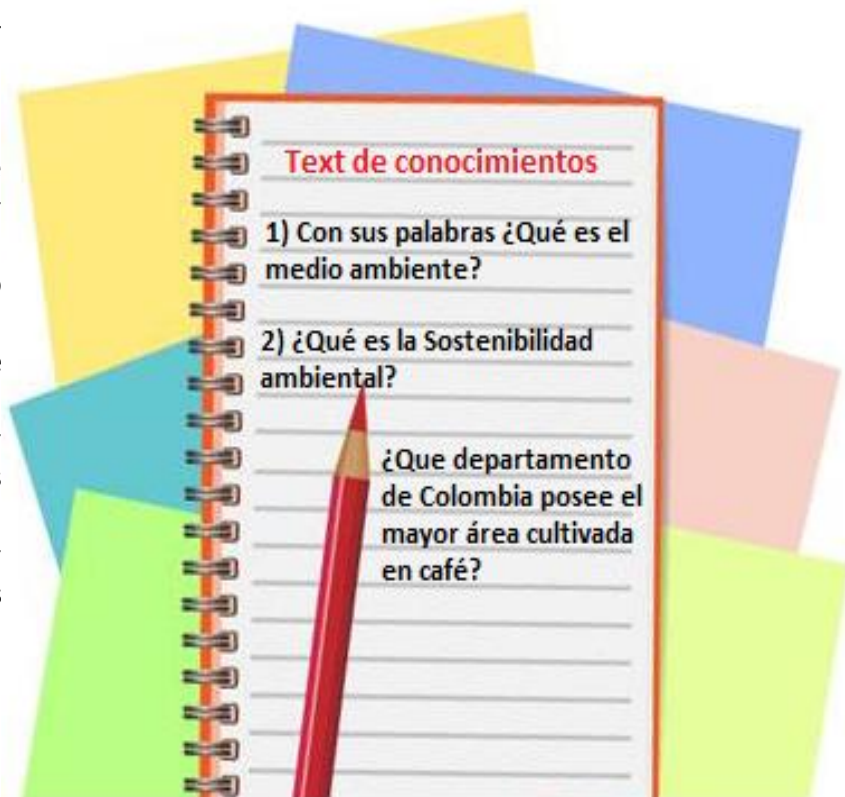 Text de conocimientos
1) Con sus palabras ¿Qué es el
medio ambiente?
2) ¿Qué es la Sostenibilidad
ambiental?
¿Que departamento
de Colombia posee el
mayor área cultivada
en café?